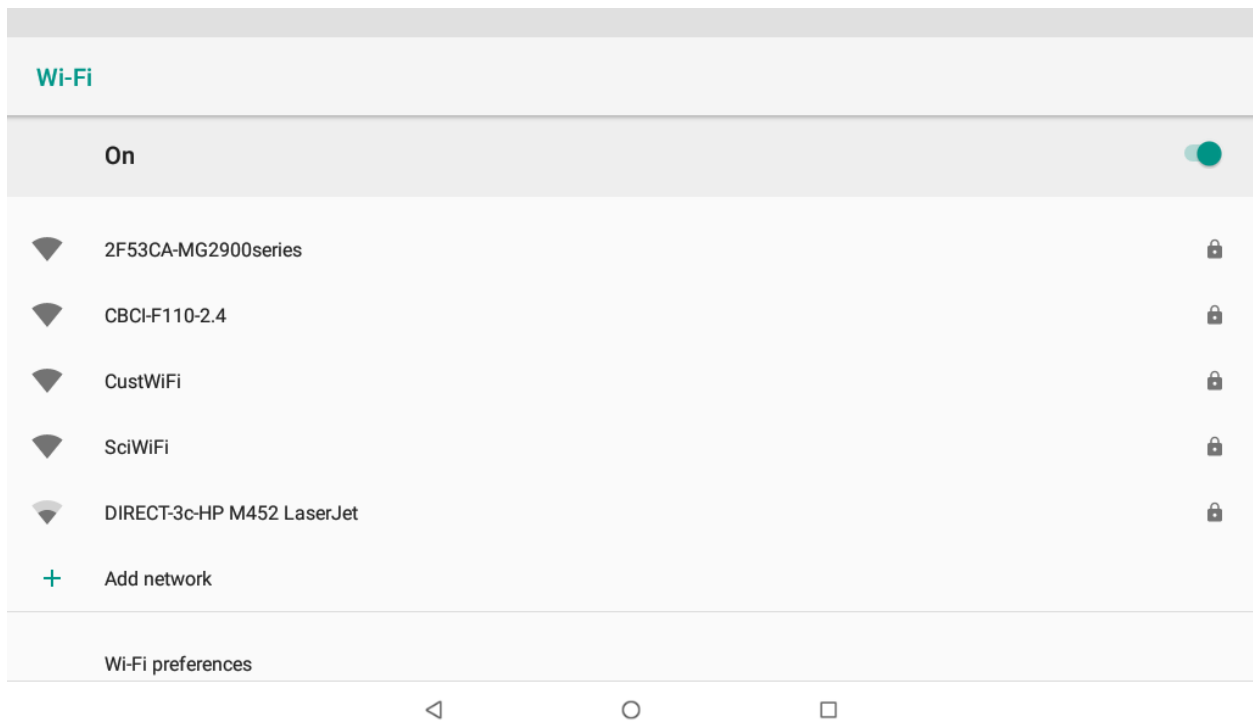 Wi-Fi
On
2F53CA-MG2900series
CBCI-F110-2.4
CustWiFi
SciWiFi
DIRECT-3c-HP M452 LaserJet
Add network
Wi-Fi preferences